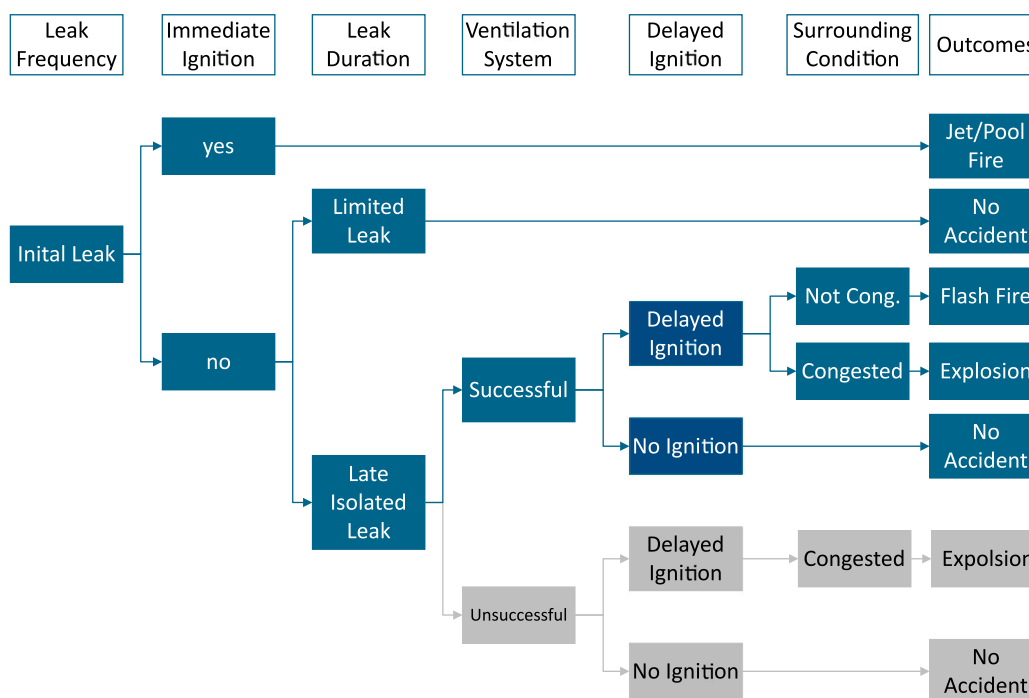 Leak
Frequency
Immediate
Ignition
Leak
Duration
Ventilation
System
Delayed
Ignition
Surrounding
Condition
Outcomes
yes
Jet/Pool
Fire
Limited
Leak
No
Accident
Inital Leak
Not Cong.
Flash Fire
Delayed
Ignition
no
Congested
Explosion
Successful
No Ignition
No
Accident
Late
Isolated
Leak
Delayed
Ignition
Congested
Expolsion
Unsuccessful
No Ignition
No
Accident